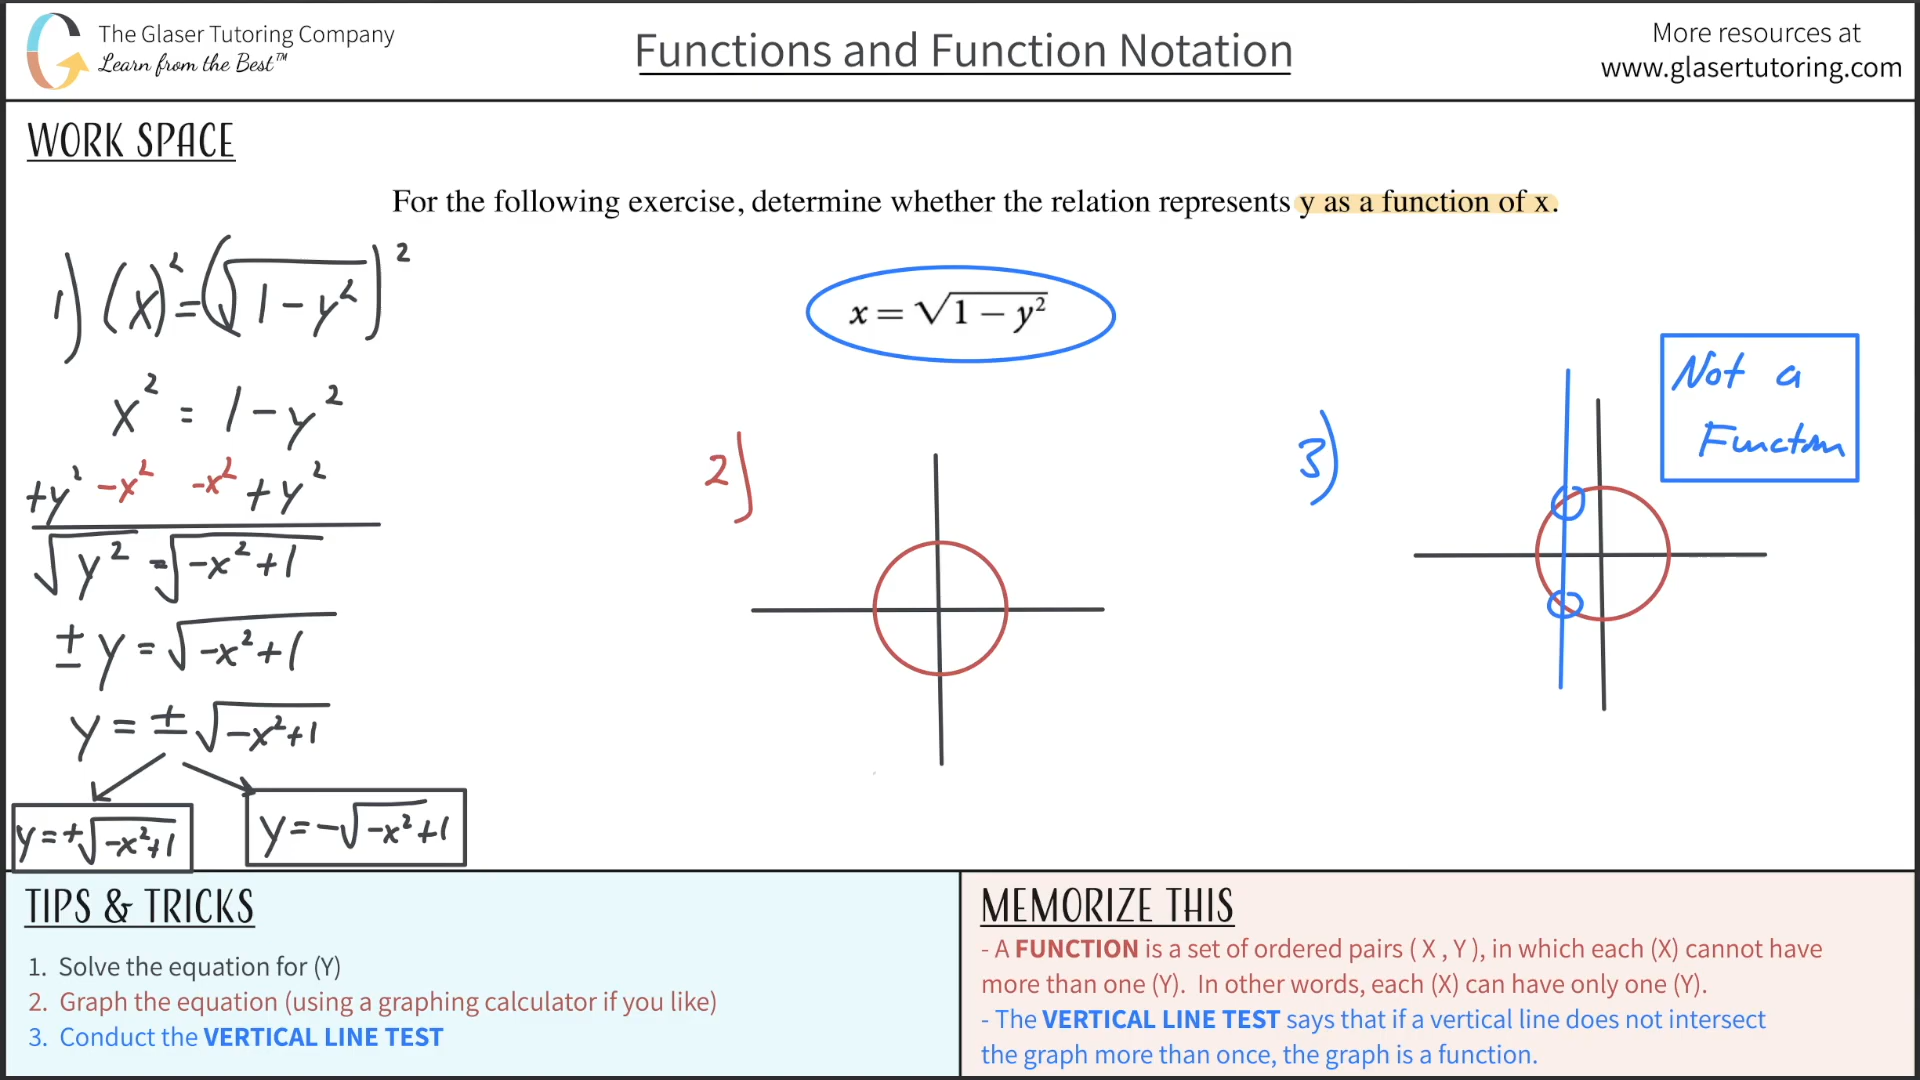 The Glaser Tutoring Company
Learn from the Best™
Functions and Function Notation
More resources at
www.glasertutoring.com
WORK SPACE
For the following exercise, determine whether the relation represents y as a function of x.
x = √(1 − y²)
1) (x)² = (√(1 − y²))²
x² = 1 − y²
+y² −x² −x² + y²
√(y²) = √(−x² + 1)
± y = √(−x² + 1)
y = ± √(−x² + 1)
y = +√(−x² + 1)
y = −√(−x² + 1)
2)
3)
Not a
Function
TIPS & TRICKS
1. Solve the equation for (Y)
2. Graph the equation (using a graphing calculator if you like)
3. Conduct the VERTICAL LINE TEST
MEMORIZE THIS
- A FUNCTION is a set of ordered pairs ( X , Y ), in which each (X) cannot have
more than one (Y). In other words, each (X) can have only one (Y).
- The VERTICAL LINE TEST says that if a vertical line does not intersect
the graph more than once, the graph is a function.